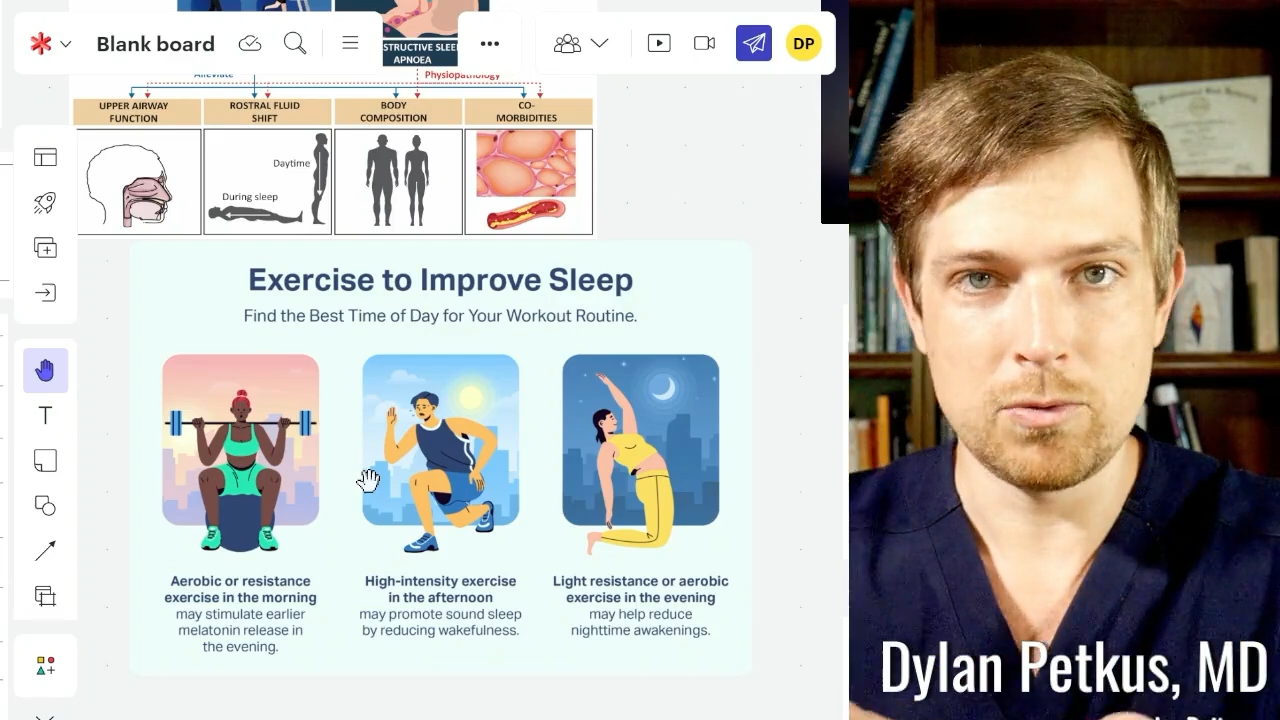 Blank board
STRUCTIVE SLEE
APNOEA
DP
Alleviate
Physiopathology
UPPER AIRWAY
FUNCTION
ROSTRAL FLUID
SHIFT
BODY
COMPOSITION
CO-
MORBIDITIES
Daytime
During sleep
Exercise to Improve Sleep
Find the Best Time of Day for Your Workout Routine.
Aerobic or resistance
exercise in the morning
may stimulate earlier
melatonin release in
the evening.
High-intensity exercise
in the afternoon
may promote sound sleep
by reducing wakefulness.
Light resistance or aerobic
exercise in the evening
may help reduce
nighttime awakenings.
Dylan Petkus, MD